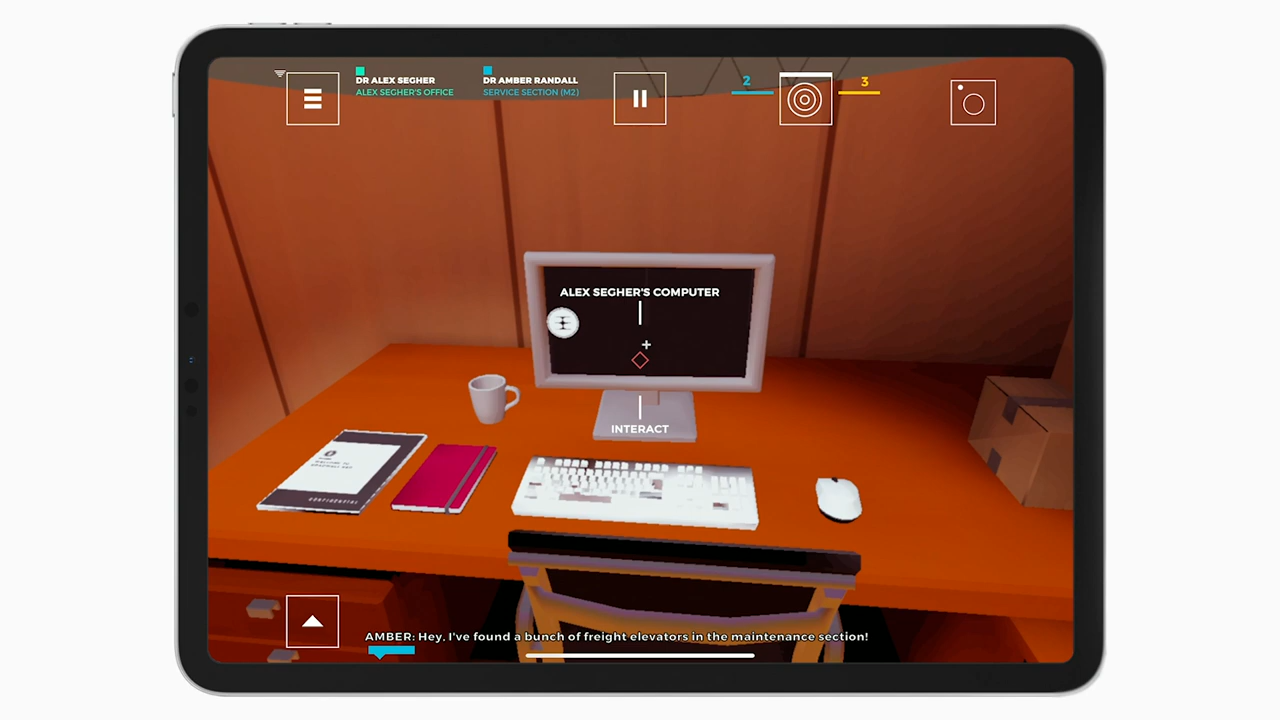 DR ALEX SEGHER
ALEX SEGHER'S OFFICE
DR AMBER RANDALL
SERVICE SECTION (M2)
2
3
ALEX SEGHER'S COMPUTER
INTERACT
CONFIDENTIAL
AMBER: Hey, I've found a bunch of freight elevators in the maintenance section!